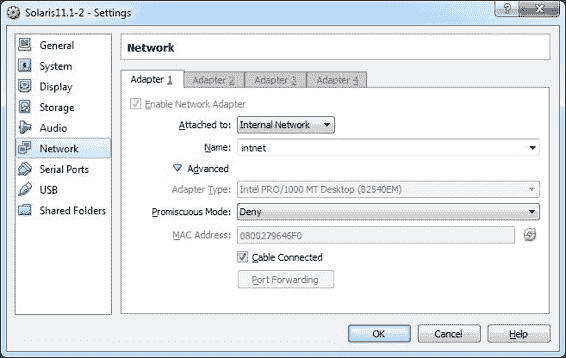 Solaris11.1-2 - Settings
General
System
Display
Storage
Audio
Network
Serial Ports
USB
Shared Folders
Network
Adapter 1 Adapter 2 Adapter 3 Adapter 4
Enable Network Adapter
Attached to: Internal Network
Name: intnet
Advanced
Adapter Type: Intel PRO/1000 MT Desktop (82540EM)
Promiscuous Mode: Deny
MAC Address: 0800279646F0
Cable Connected
Port Forwarding
OK Cancel Help